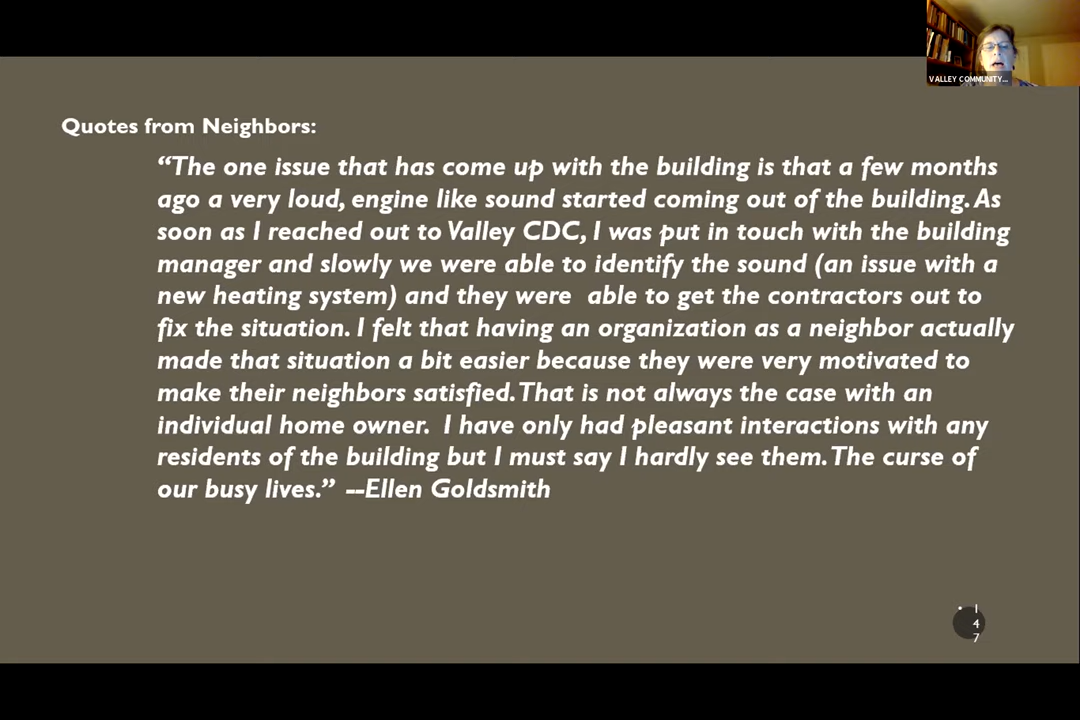 VALLEY COMMUNITY...
Quotes from Neighbors:
“The one issue that has come up with the building is that a few months
ago a very loud, engine like sound started coming out of the building. As
soon as I reached out to Valley CDC, I was put in touch with the building
manager and slowly we were able to identify the sound (an issue with a
new heating system) and they were  able to get the contractors out to
fix the situation. I felt that having an organization as a neighbor actually
made that situation a bit easier because they were very motivated to
make their neighbors satisfied. That is not always the case with an
individual home owner.  I have only had pleasant interactions with any
residents of the building but I must say I hardly see them. The curse of
our busy lives.”  --Ellen Goldsmith
• 1
4
7